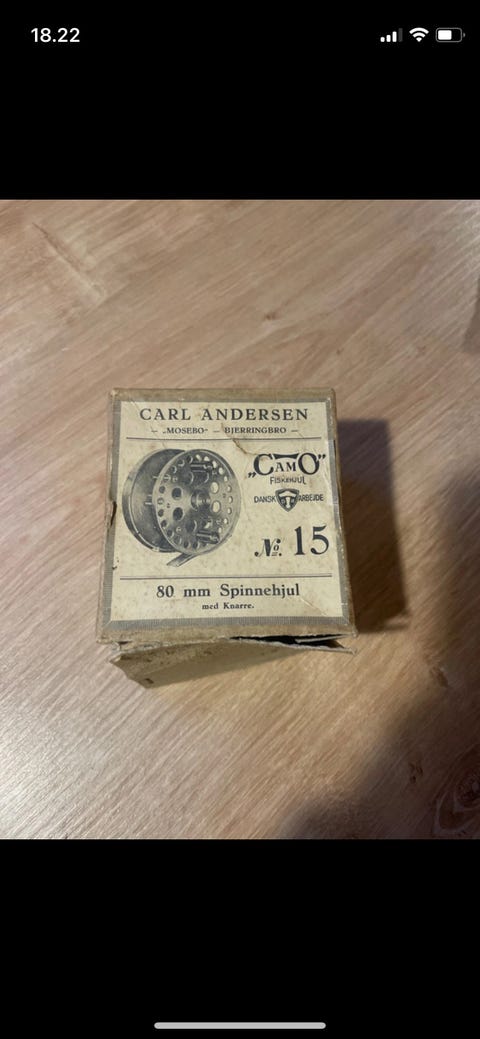 18.22
CARL ANDERSEN
— „MOSEBO" — BJERRINGBRO —
„CAMO"
FISKEHJUL
DANSK ARBEJDE
№. 15
80 mm Spinnehjul
med Knarre.